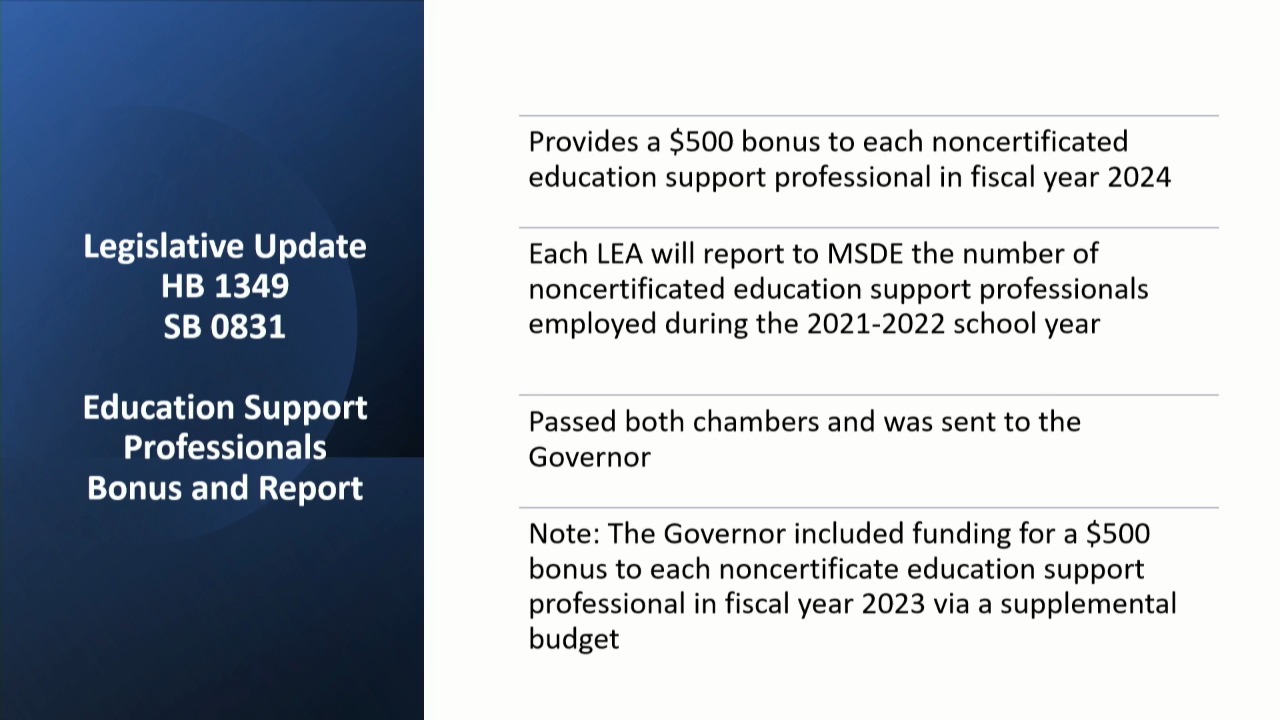 Legislative Update
HB 1349
SB 0831
Education Support
Professionals
Bonus and Report
Provides a $500 bonus to each noncertificated
education support professional in fiscal year 2024
Each LEA will report to MSDE the number of
noncertificated education support professionals
employed during the 2021-2022 school year
Passed both chambers and was sent to the
Governor
Note: The Governor included funding for a $500
bonus to each noncertificate education support
professional in fiscal year 2023 via a supplemental
budget